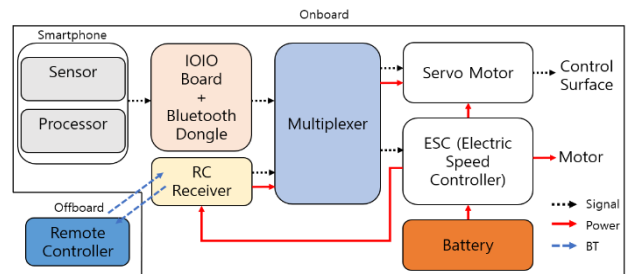 Onboard
Smartphone
Sensor
Processor
IOIO
Board
+
Bluetooth
Dongle
Multiplexer
Servo Motor
Control
Surface
ESC (Electric
Speed
Controller)
Motor
RC
Receiver
Offboard
Remote
Controller
Battery
Signal
Power
BT